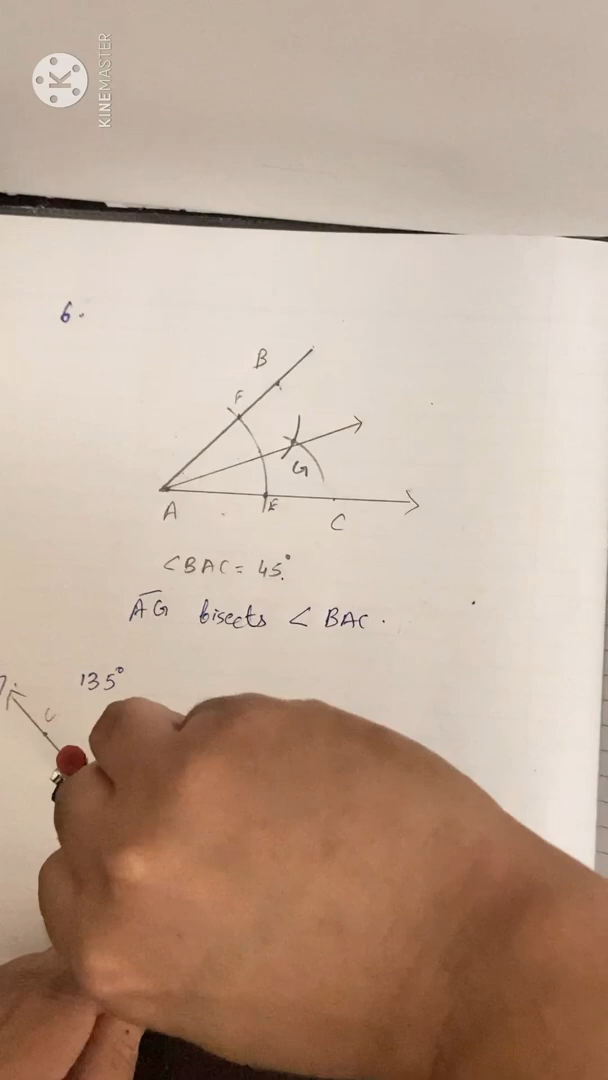 KINEMASTER
6.
B
F
G
A
E
C
∠BAC = 45°.
AG bisects ∠BAC.
135°